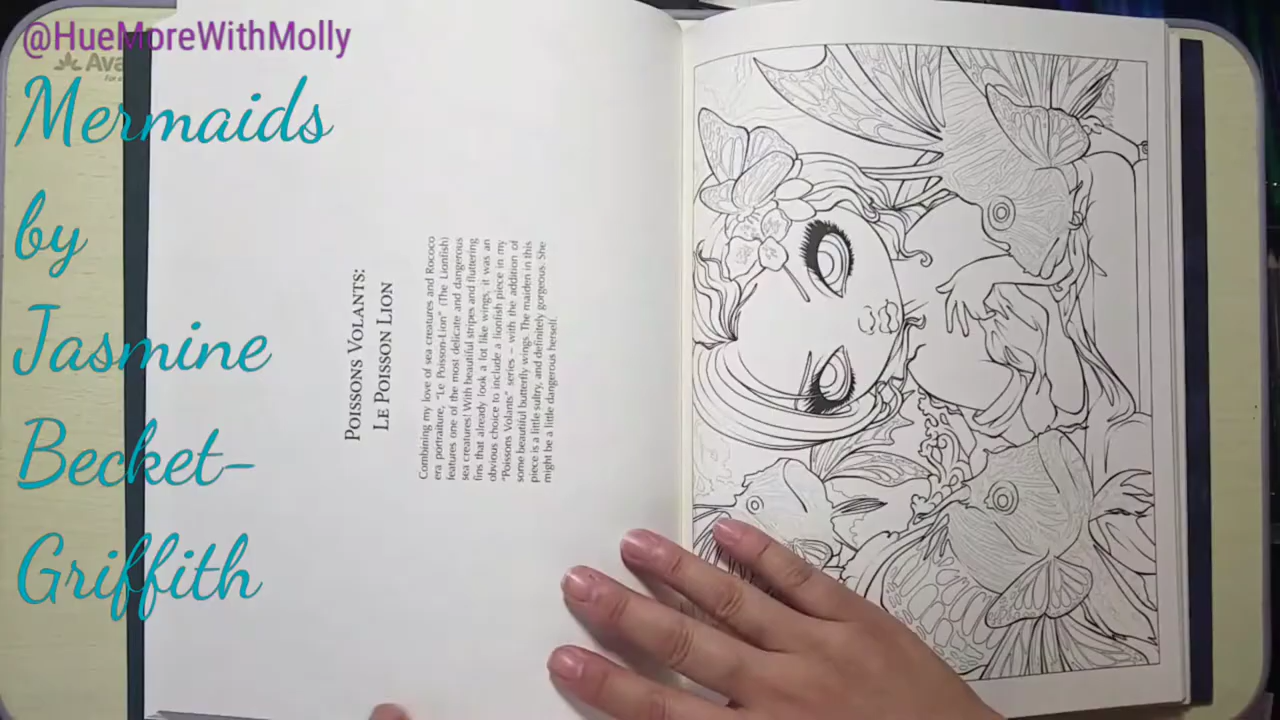 @HueMoreWithMolly
Mermaids
by
Jasmine
Becket-
Griffith
POISSONS VOLANTS:
LE POISSON LION
Combining my love of sea creatures and Rococo
era portraiture, "Le Poisson-Lion" (The Lionfish)
features one of the most delicate and dangerous
sea creatures! With beautiful stripes and fluttering
fins that already look a lot like wings, it was an
obvious choice to include a lionfish piece in my
"Poissons Volants" series – with the addition of
some beautiful butterfly wings. The maiden in this
piece is a little sultry, and definitely gorgeous. She
might be a little dangerous herself.